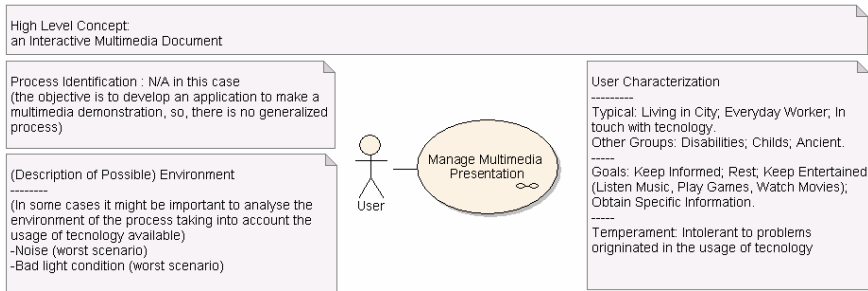 High Level Concept:
an Interactive Multimedia Document
Process Identification : N/A in this case
(the objective is to develop an application to make a
multimedia demonstration, so, there is no generalized
process)
(Description of Possible) Environment
--------
(In some cases it might be important to analyse the
environment of the process taking into account the
usage of tecnology available)
-Noise (worst scenario)
-Bad light condition (worst scenario)
User
Manage Multimedia
Presentation
User Characterization
---------
Typical: Living in City; Everyday Worker; In
touch with tecnology.
Other Groups: Disabilities; Childs; Ancient.
-----
Goals: Keep Informed; Rest; Keep Entertained
(Listen Music, Play Games, Watch Movies);
Obtain Specific Information.
-----
Temperament: Intolerant to problems
origninated in the usage of tecnology